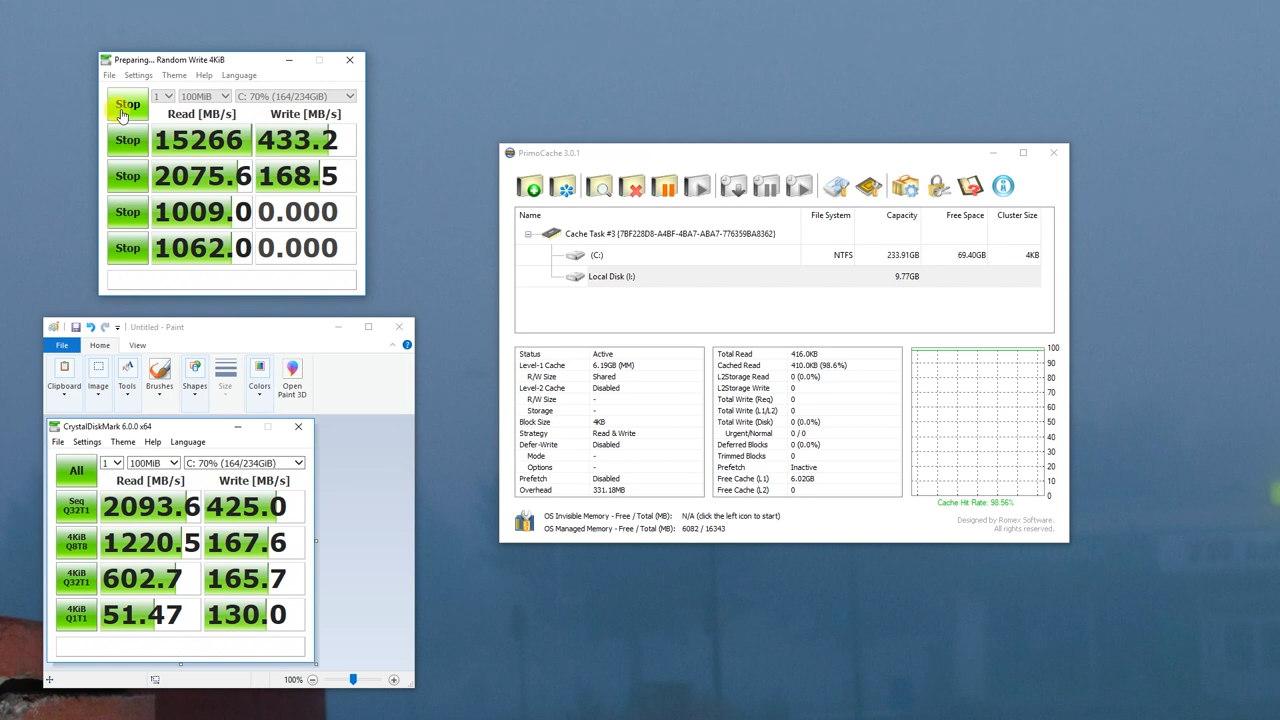 Preparing... Random Write 4KiB
File Settings Theme Help Language
Stop 1 100MiB C: 70% (164/234GiB)
Read [MB/s] Write [MB/s]
Stop 15266 433.2
Stop 2075.6 168.5
Stop 1009.0 0.000
Stop 1062.0 0.000
Untitled - Paint
File Home View
Clipboard Image Tools Brushes Shapes Size Colors Open Paint 3D
CrystalDiskMark 6.0.0 x64
File Settings Theme Help Language
All 1 100MiB C: 70% (164/234GiB)
Read [MB/s] Write [MB/s]
Seq Q32T1 2093.6 425.0
4KiB Q8T8 1220.5 167.6
4KiB Q32T1 602.7 165.7
4KiB Q1T1 51.47 130.0
100%
PrimoCache 3.0.1
Name File System Capacity Free Space Cluster Size
Cache Task #3 {7BF228D8-A4BF-4BA7-ABA7-776359BA8362}
(C:) NTFS 233.91GB 69.40GB 4KB
Local Disk (I:) 9.77GB
Status Active
Level-1 Cache 6.19GB (MM)
R/W Size Shared
Level-2 Cache Disabled
R/W Size -
Storage -
Block Size 4KB
Strategy Read & Write
Defer-Write Disabled
Mode -
Options -
Prefetch Disabled
Overhead 331.18MB
Total Read 416.0KB
Cached Read 410.0KB (98.6%)
L2Storage Read 0 (0.0%)
L2Storage Write 0
Total Write (Req) 0
Total Write (L1/L2) 0
Total Write (Disk) 0 (0.0%)
Urgent/Normal 0 / 0
Deferred Blocks 0 (0.0%)
Trimmed Blocks 0
Prefetch Inactive
Free Cache (L1) 6.02GB
Free Cache (L2) 0
100
90
80
70
60
50
40
30
20
10
0
Cache Hit Rate: 98.56%
OS Invisible Memory - Free / Total (MB): N/A (click the left icon to start)
OS Managed Memory - Free / Total (MB): 6082 / 16343
Designed by Romex Software.
All rights reserved.